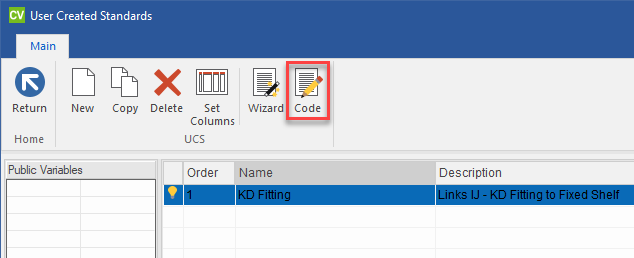 CV User Created Standards
Main
Return New Copy Delete Set Columns Wizard Code
Home UCS
Public Variables
Order Name Description
1 KD Fitting Links IJ - KD Fitting to Fixed Shelf